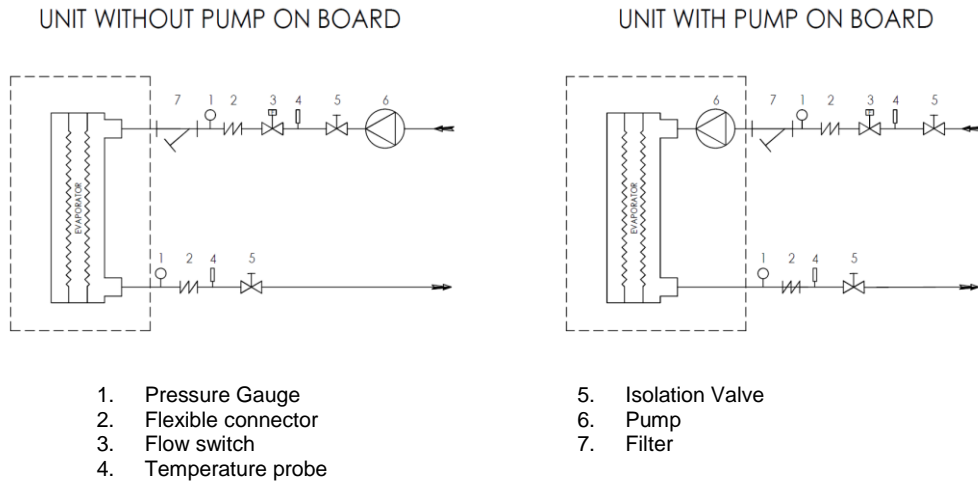 UNIT WITHOUT PUMP ON BOARD
7 1 2 3 4 5 6
EVAPORATOR
1 2 4 5
UNIT WITH PUMP ON BOARD
6 7 1 2 3 4 5
EVAPORATOR
1 2 4 5
1. Pressure Gauge
2. Flexible connector
3. Flow switch
4. Temperature probe
5. Isolation Valve
6. Pump
7. Filter